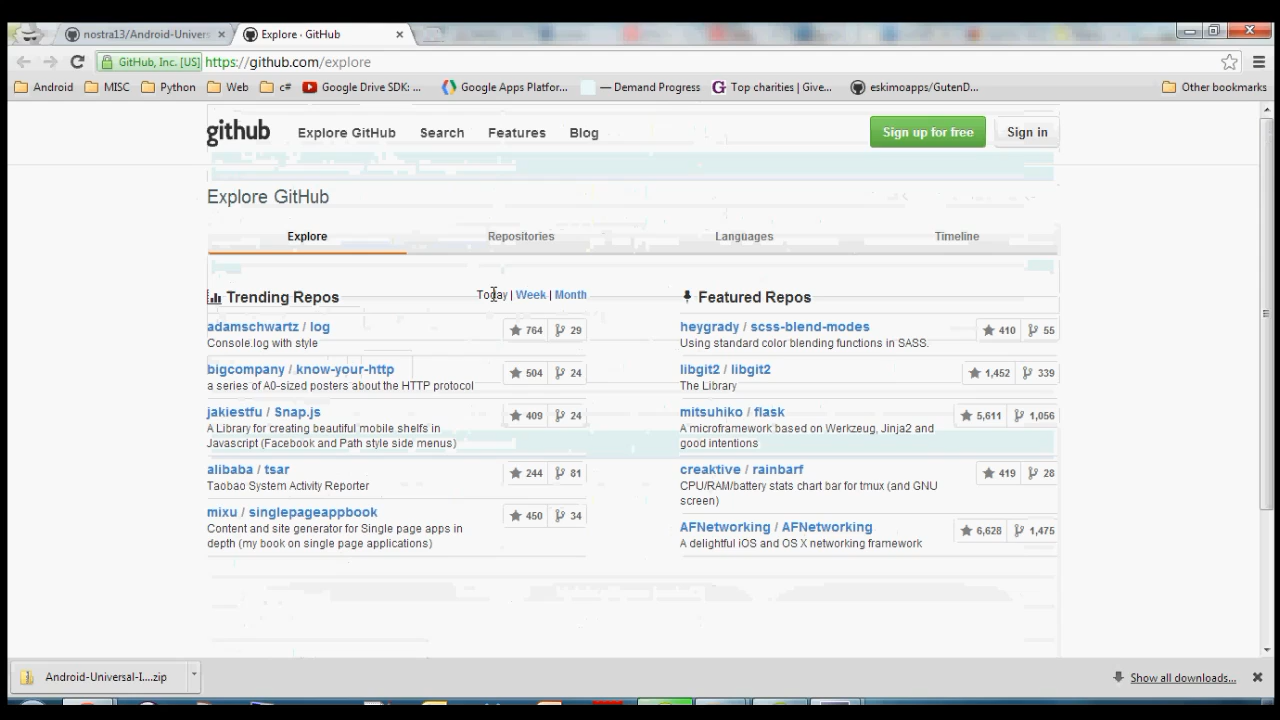 nostra13/Android-Univers
Explore · GitHub
GitHub, Inc. [US] https://github.com/explore
Android MISC Python Web c# Google Drive SDK: ... Google Apps Platfor... — Demand Progress Top charities | Give... eskimoapps/GutenD... Other bookmarks
github Explore GitHub Search Features Blog Sign up for free Sign in
Explore GitHub
Explore Repositories Languages Timeline
Trending Repos Today | Week | Month
adamschwartz / log 764 29
Console.log with style
bigcompany / know-your-http 504 24
a series of A0-sized posters about the HTTP protocol
jakiestfu / Snap.js 409 24
A Library for creating beautiful mobile shelfs in
Javascript (Facebook and Path style side menus)
alibaba / tsar 244 81
Taobao System Activity Reporter
mixu / singlepageappbook 450 34
Content and site generator for Single page apps in
depth (my book on single page applications)
Featured Repos
heygrady / scss-blend-modes 410 55
Using standard color blending functions in SASS.
libgit2 / libgit2 1,452 339
The Library
mitsuhiko / flask 5,611 1,056
A microframework based on Werkzeug, Jinja2 and
good intentions
creaktive / rainbarf 419 28
CPU/RAM/battery stats chart bar for tmux (and GNU
screen)
AFNetworking / AFNetworking 6,628 1,475
A delightful iOS and OS X networking framework
Android-Universal-I....zip
Show all downloads...